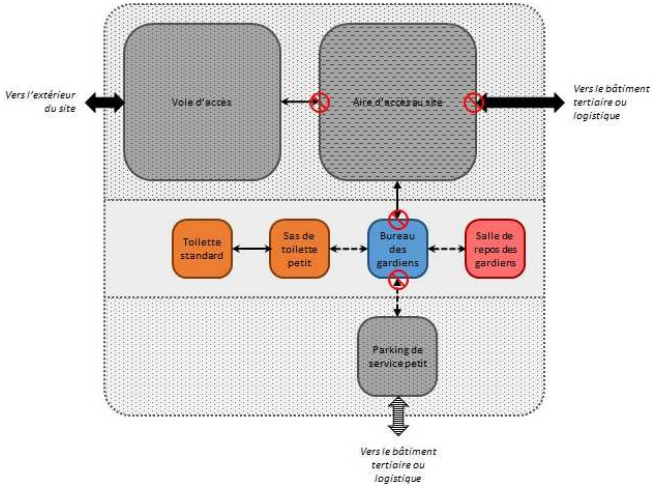 Vers l'extérieur
du site
Voie d'accès
Aire d'accès au site
Vers le bâtiment
tertiaire ou
logistique
Toilette
standard
Sas de
toilette
petit
Bureau
des
gardiens
Salle de
repos des
gardiens
Parking de
service petit
Vers le bâtiment
tertiaire ou
logistique